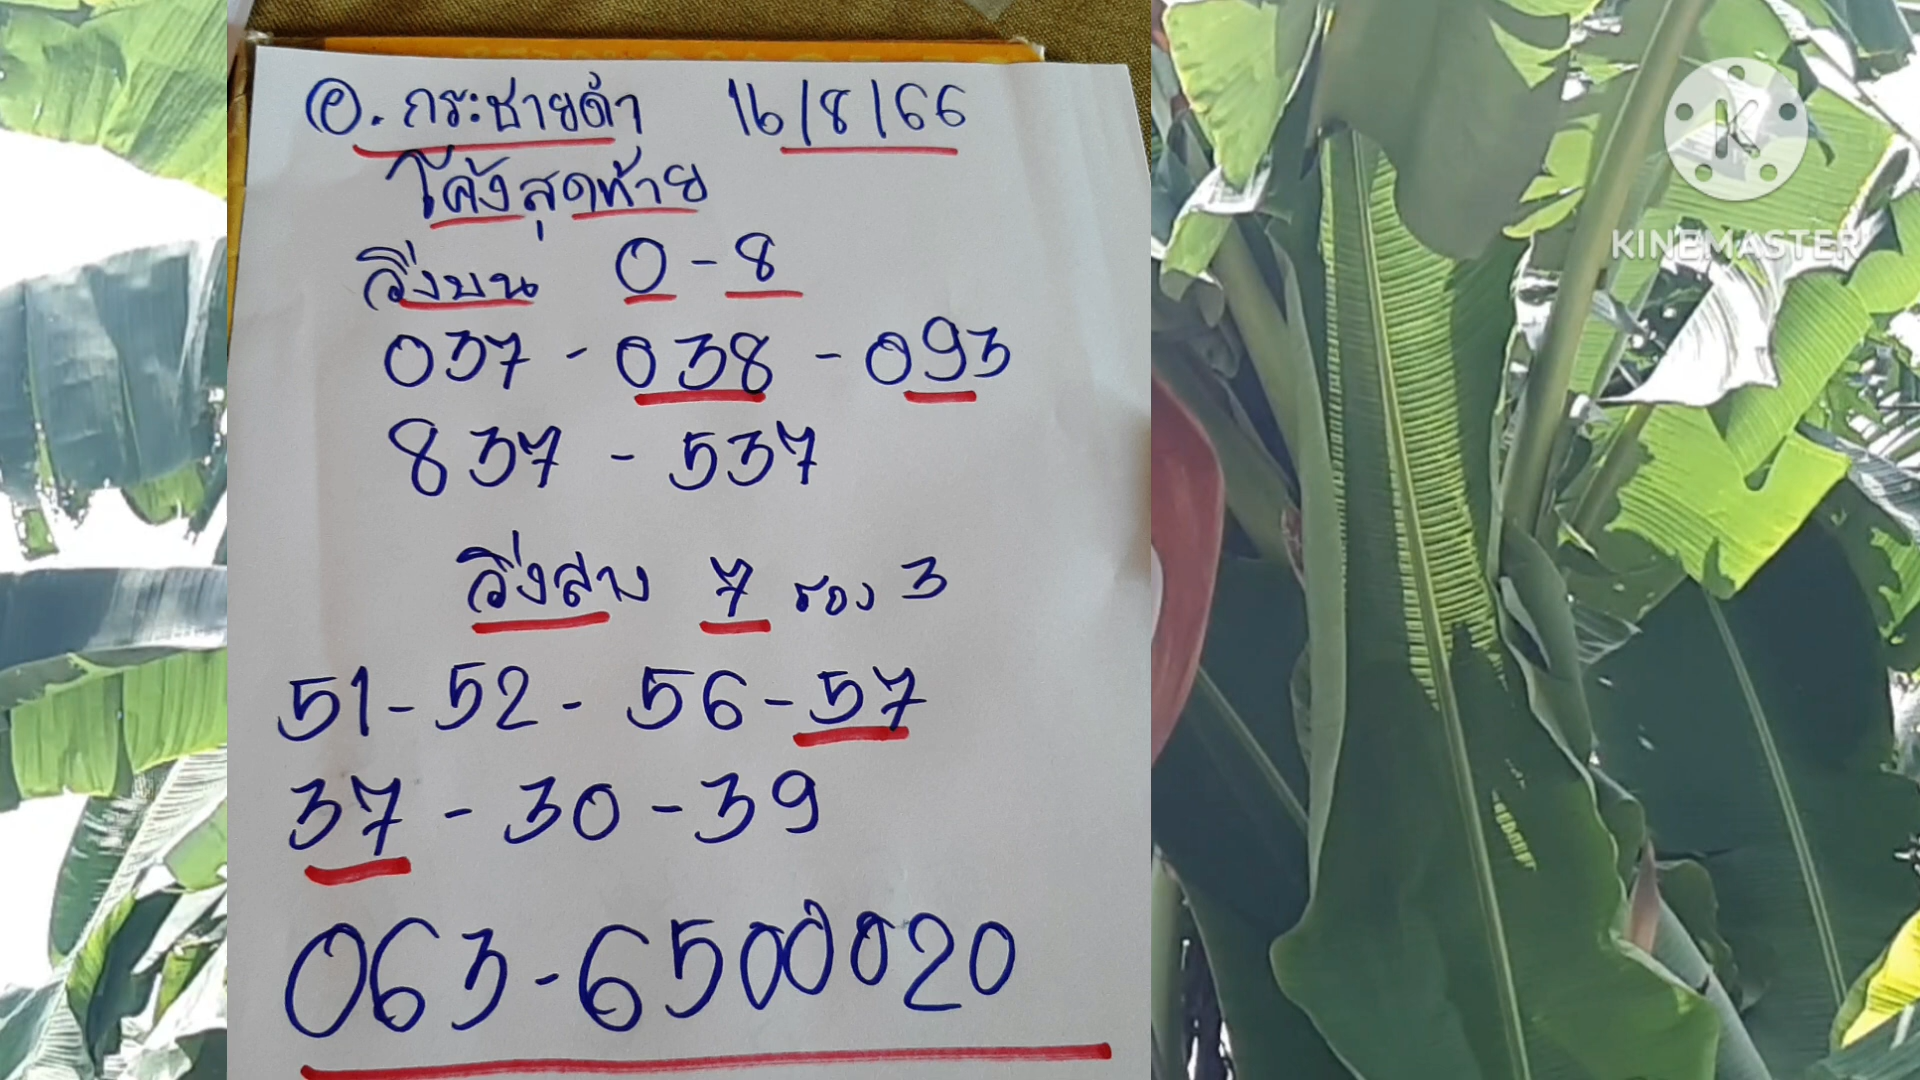 อ. กระชายดำ 16/8/66
โค้งสุดท้าย
วิ่งบน 0 - 8
037 - 038 - 093
837 - 537
วิ่งล่าง 7 รอง 3
51 - 52 - 56 - 57
37 - 30 - 39
063-6500020
KINEMASTER